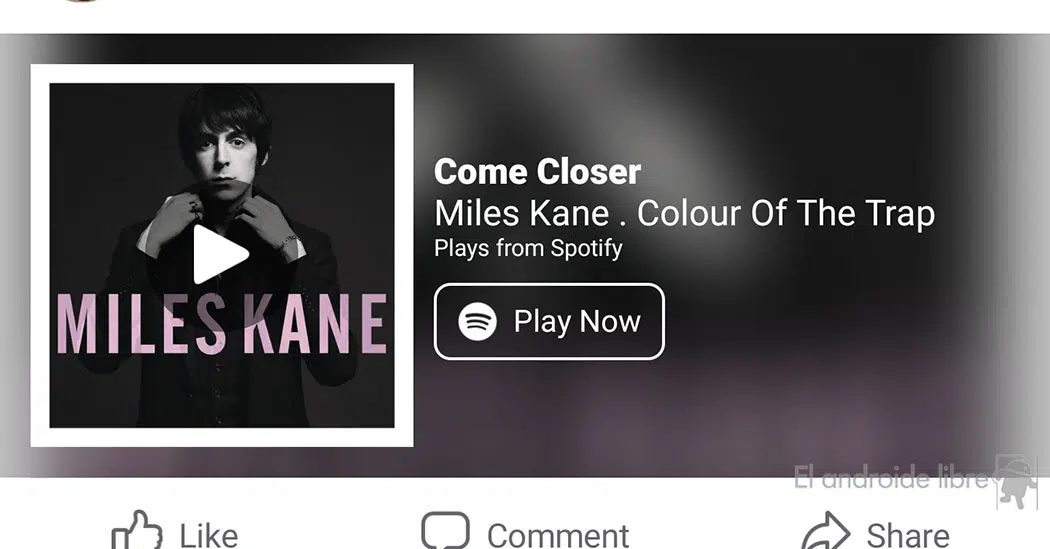 MILES KANE
Come Closer
Miles Kane . Colour Of The Trap
Plays from Spotify
Play Now
El androide libre
Like
Comment
Share